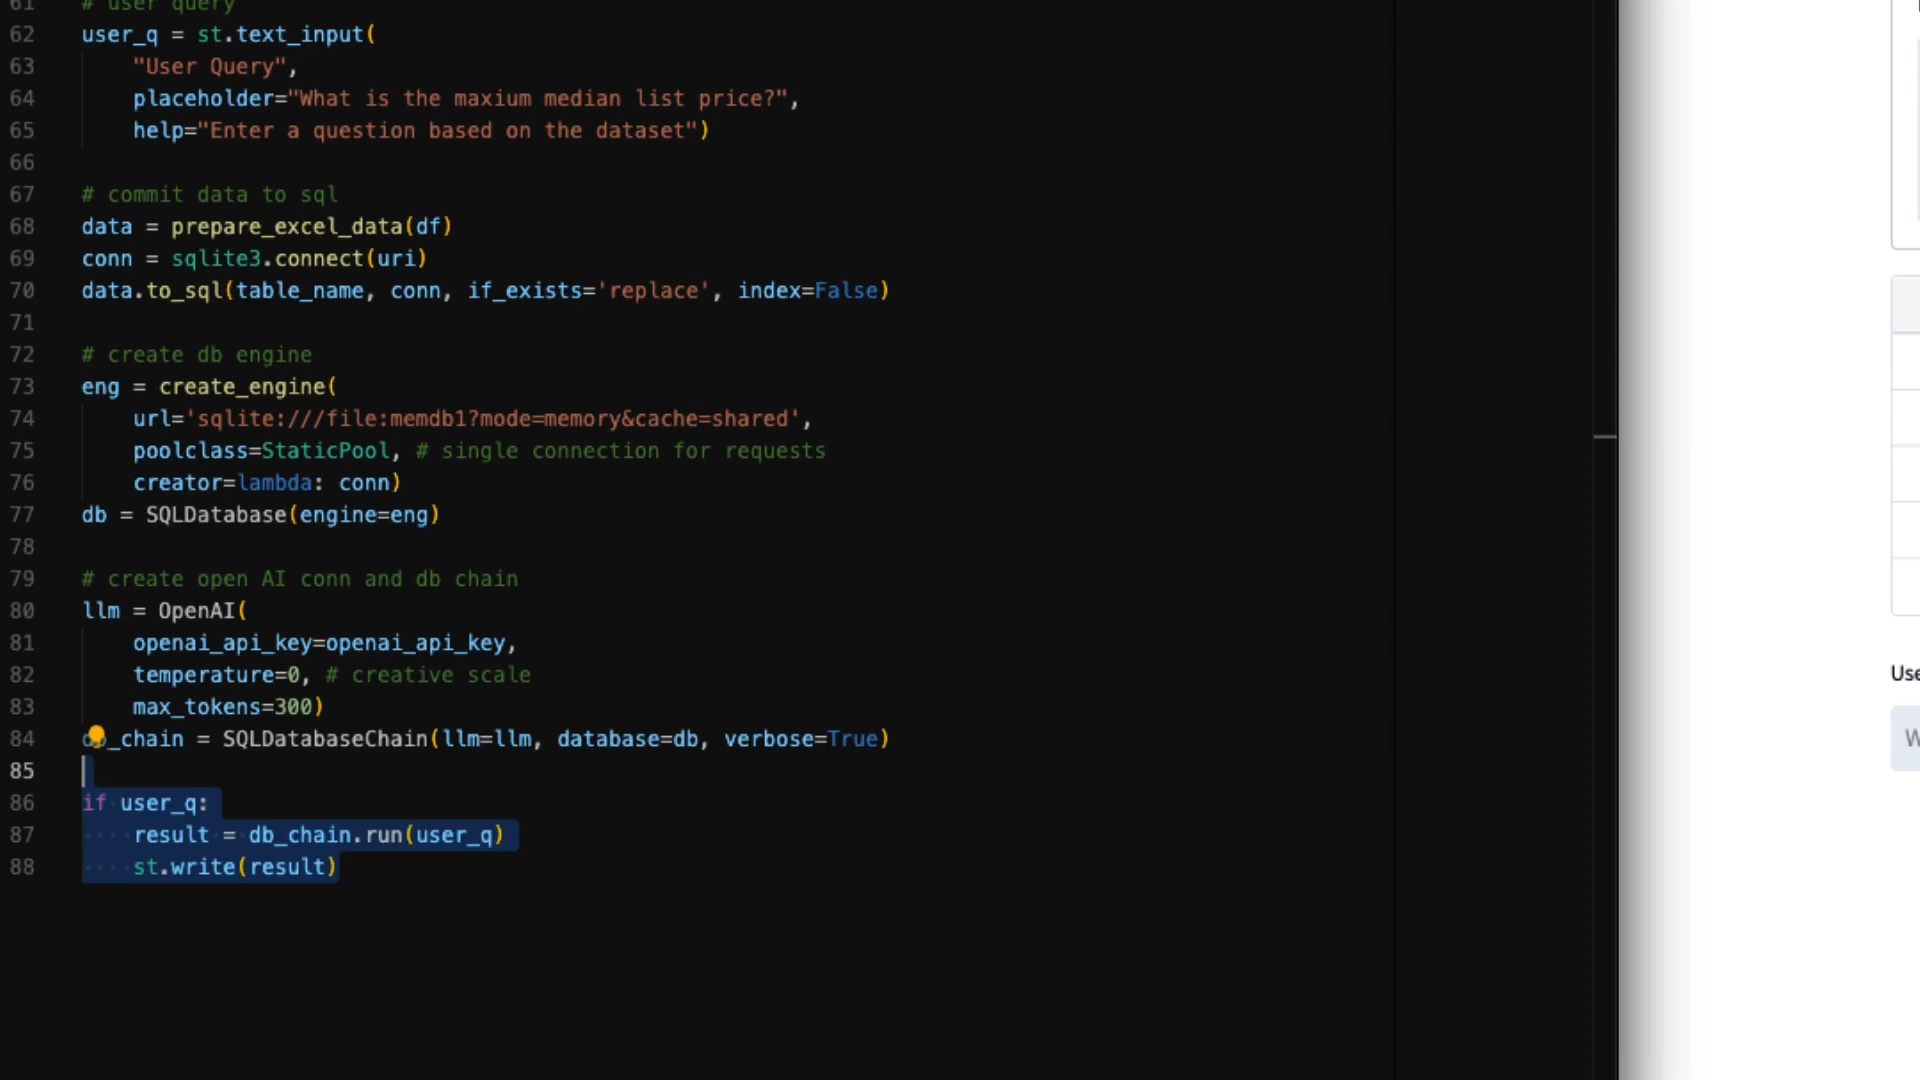 61 # user query
62 user_q = st.text_input(
63 "User Query",
64 placeholder="What is the maxium median list price?",
65 help="Enter a question based on the dataset")
66
67 # commit data to sql
68 data = prepare_excel_data(df)
69 conn = sqlite3.connect(uri)
70 data.to_sql(table_name, conn, if_exists='replace', index=False)
71
72 # create db engine
73 eng = create_engine(
74 url='sqlite:///file:memdb1?mode=memory&cache=shared',
75 poolclass=StaticPool, # single connection for requests
76 creator=lambda: conn)
77 db = SQLDatabase(engine=eng)
78
79 # create open AI conn and db chain
80 llm = OpenAI(
81 openai_api_key=openai_api_key,
82 temperature=0, # creative scale
83 max_tokens=300)
84 db_chain = SQLDatabaseChain(llm=llm, database=db, verbose=True)
85
86 if user_q:
87 result = db_chain.run(user_q)
88 st.write(result)
Use
W